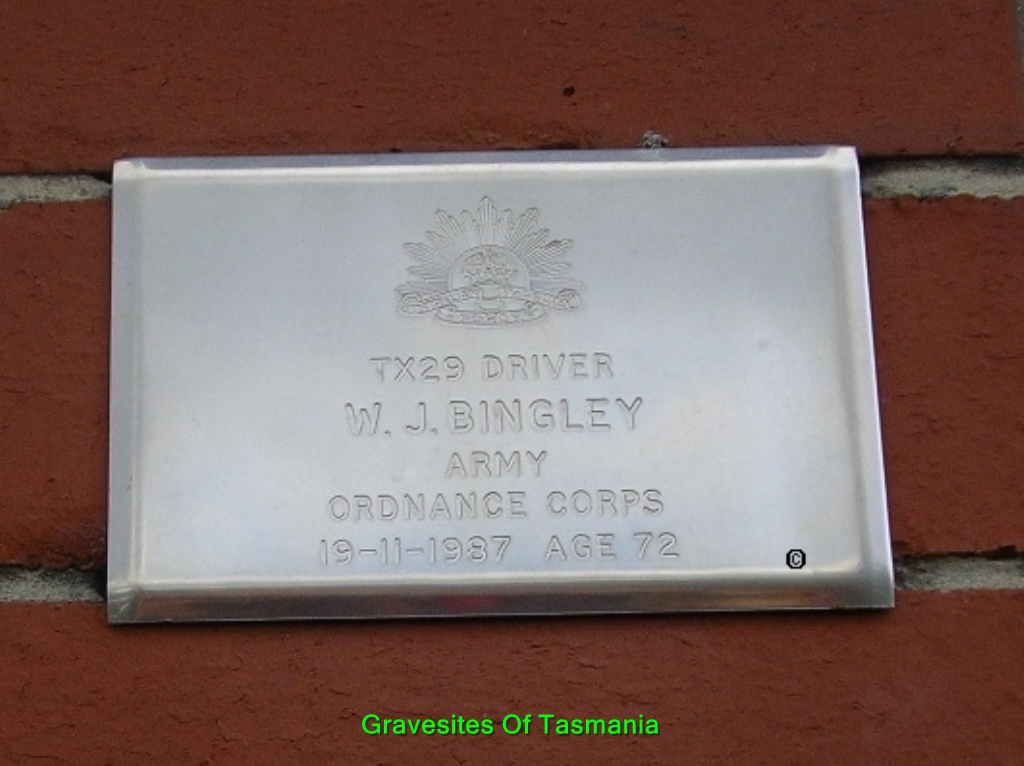 TX29 DRIVER
W. J. BINGLEY
ARMY
ORDNANCE CORPS
19-11-1987 AGE 72
©
Gravesites Of Tasmania